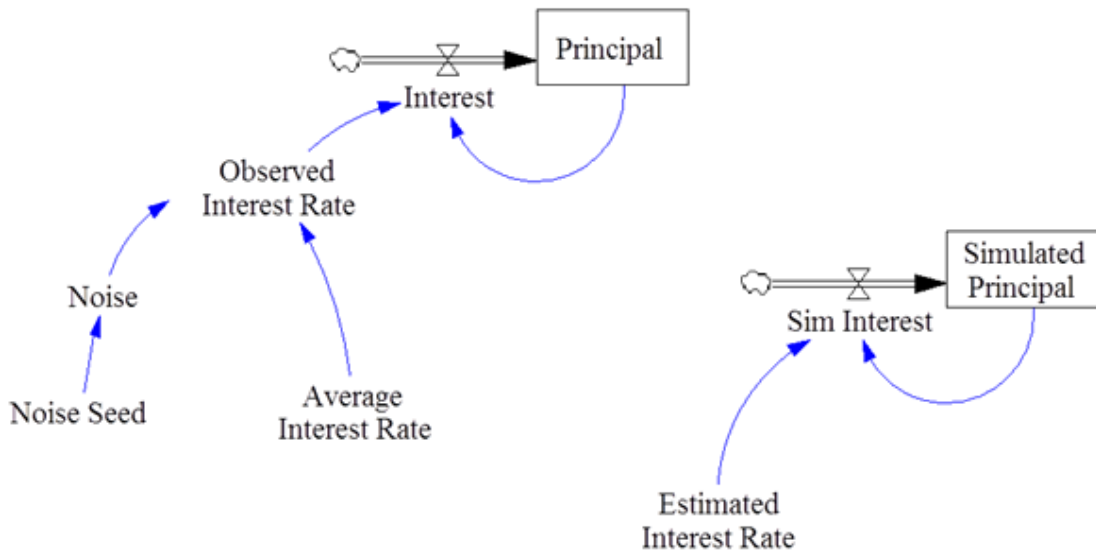 Principal
Interest
Observed
Interest Rate
Simulated
Principal
Noise
Sim Interest
Noise Seed
Average
Interest Rate
Estimated
Interest Rate